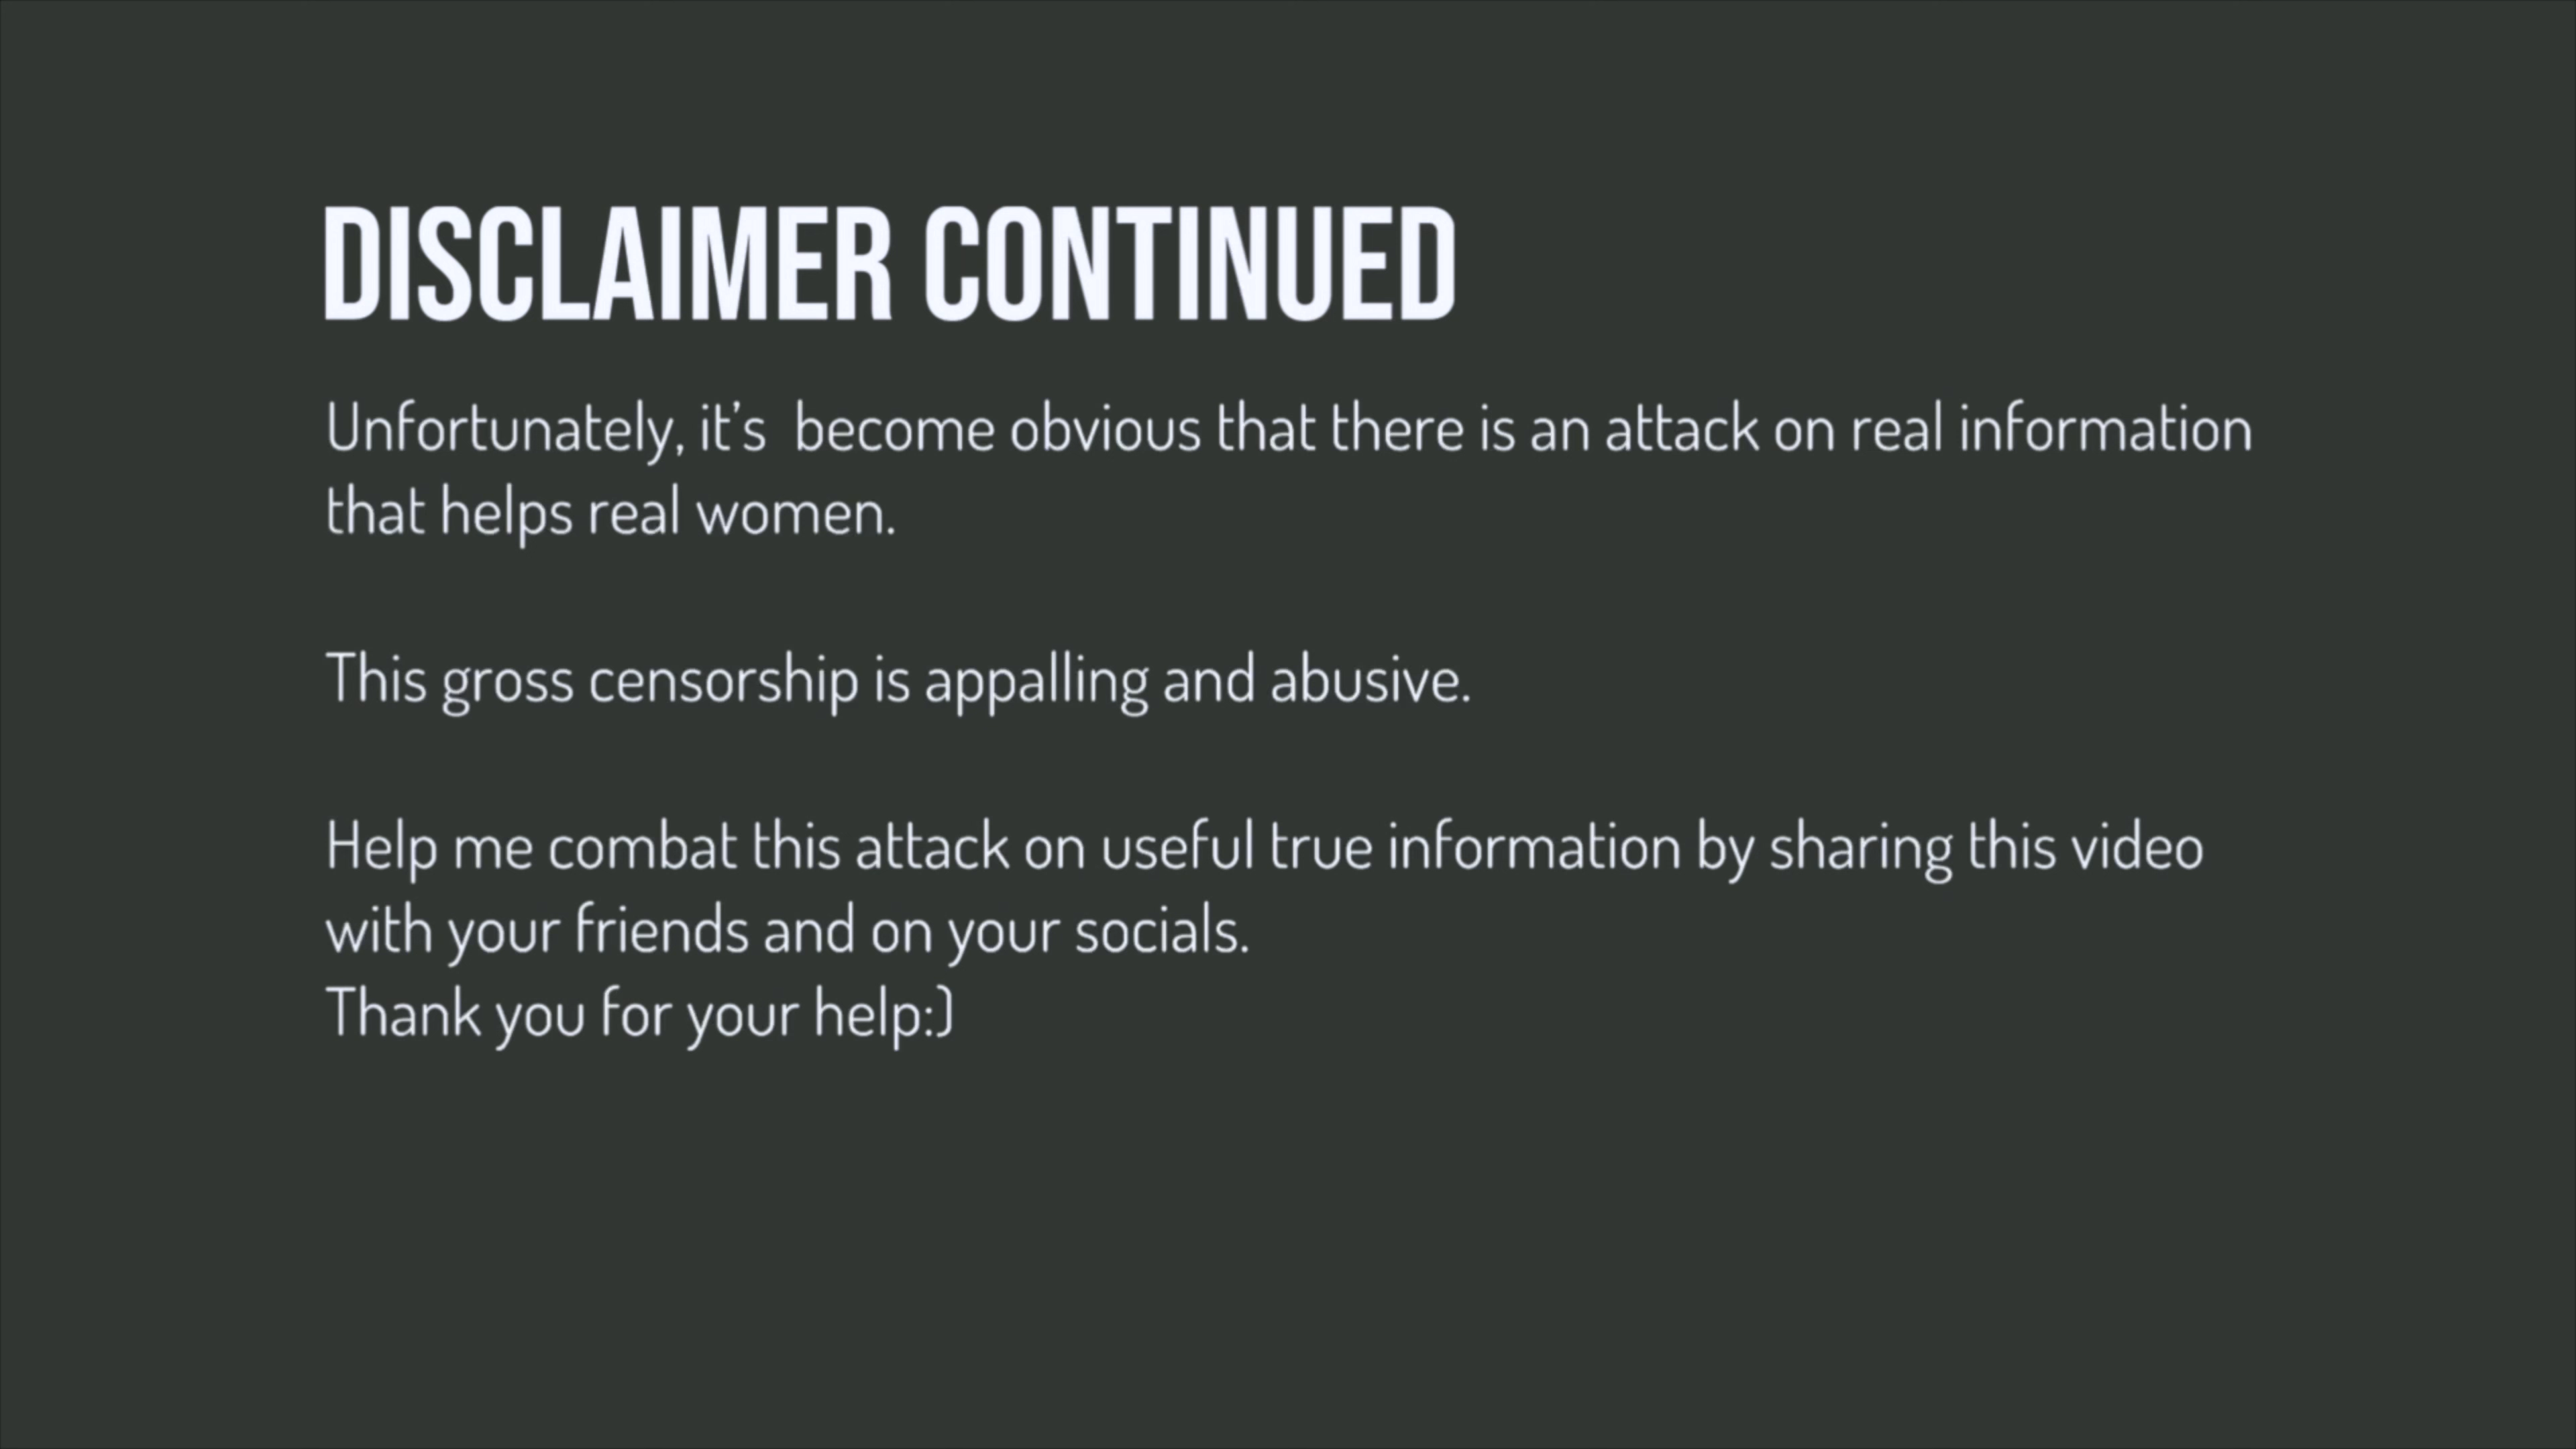 DISCLAIMER CONTINUED
Unfortunately, it's  become obvious that there is an attack on real information
that helps real women.
This gross censorship is appalling and abusive.
Help me combat this attack on useful true information by sharing this video
with your friends and on your socials.
Thank you for your help:)